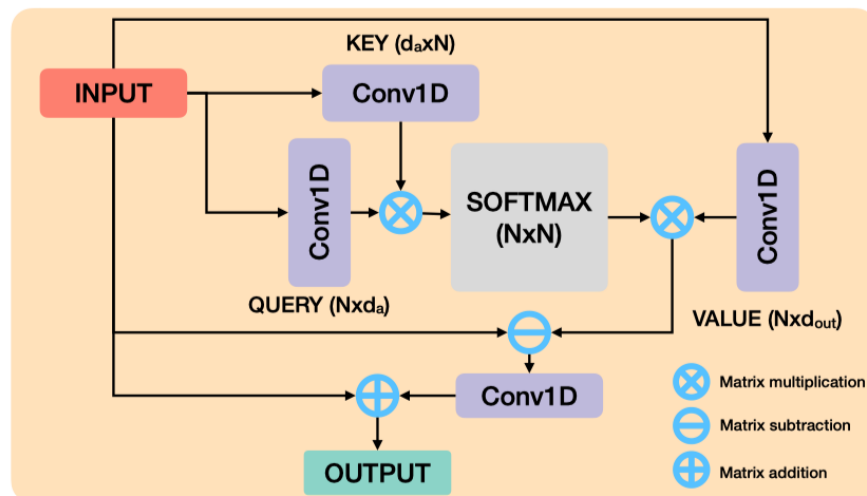 KEY (dₐxN)
INPUT
Conv1D
Conv1D
SOFTMAX
(NxN)
Conv1D
QUERY (Nxdₐ)
VALUE (Nxdout)
Conv1D
OUTPUT
Matrix multiplication
Matrix subtraction
Matrix addition